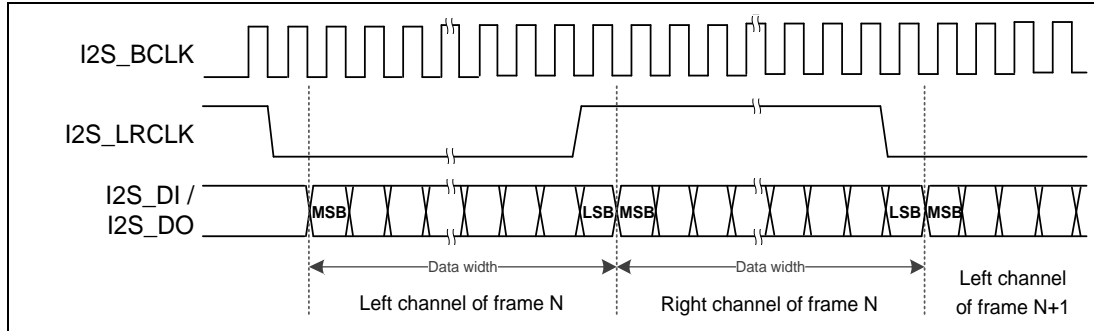 I2S_BCLK
I2S_LRCLK
I2S_DI /
I2S_DO
MSB
LSB
MSB
LSB
MSB
Data width
Data width
Left channel of frame N
Right channel of frame N
Left channel
of frame N+1